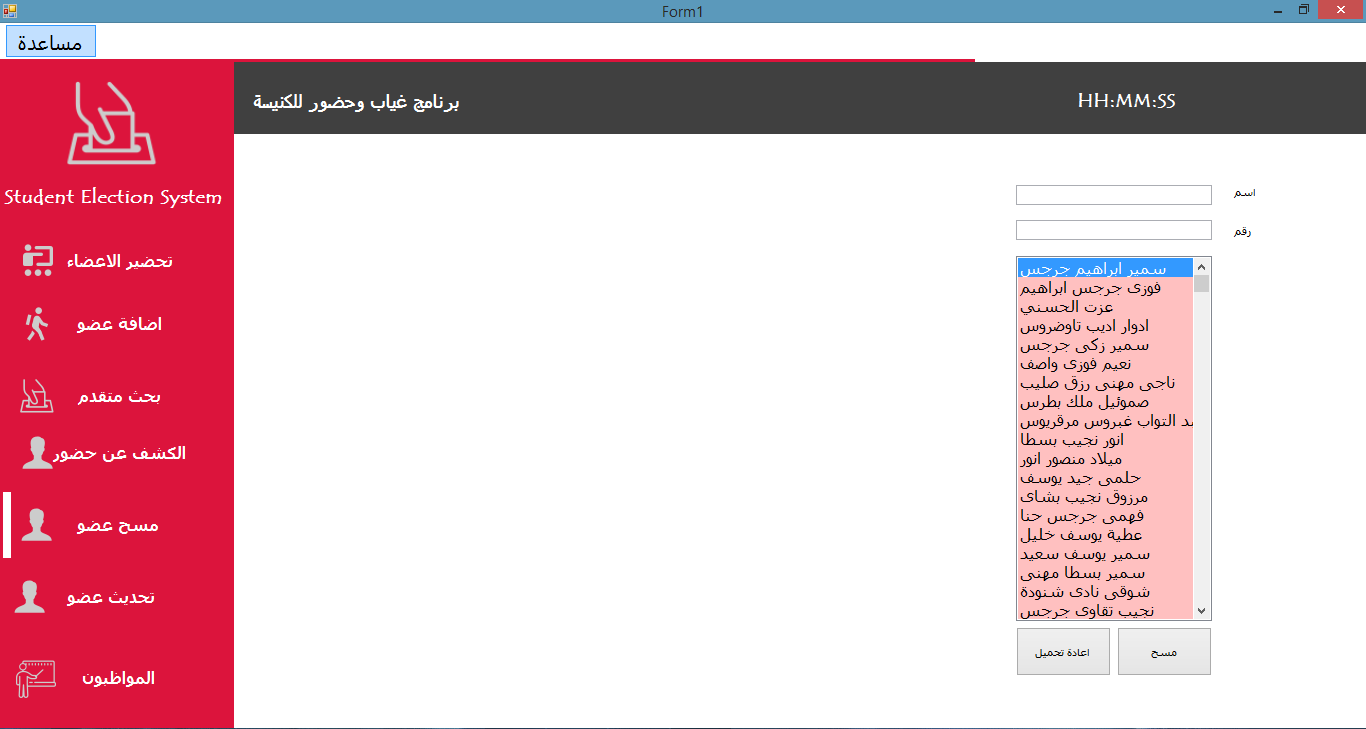 Form1
مساعدة
برنامج غياب وحضور للكنيسة
HH:MM:SS
Student Election System
تحضير الاعضاء
اضافة عضو
بحث متقدم
الكشف عن حضور
مسح عضو
تحديث عضو
المواظبون
اسم
رقم
سمير ابراهيم جرجس
فوزى جرجس ابراهيم
عزت الحسني
ادوار اديب تاوضروس
سمير زكى جرجس
نعيم فوزى واصف
ناجى مهنى رزق صليب
صموئيل ملك بطرس
التواب غبروس مرقريوس
انور نجيب بسطا
ميلاد منصور انور
حلمى جيد يوسف
مرزوق نجيب بشاى
فهمى جرجس حنا
عطية يوسف خليل
سمير يوسف سعيد
سمير بسطا مهنى
شوقى نادى شنودة
نجيب تقاوى جرجس
اعادة تحميل
مسح